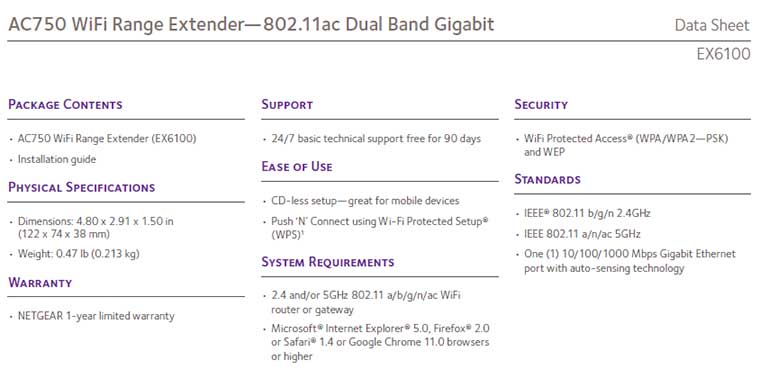 AC750 WiFi Range Extender—802.11ac Dual Band Gigabit
Data Sheet
EX6100
PACKAGE CONTENTS
• AC750 WiFi Range Extender (EX6100)
• Installation guide
PHYSICAL SPECIFICATIONS
• Dimensions: 4.80 x 2.91 x 1.50 in
(122 x 74 x 38 mm)
• Weight: 0.47 lb (0.213 kg)
WARRANTY
• NETGEAR 1-year limited warranty
SUPPORT
• 24/7 basic technical support free for 90 days
EASE OF USE
• CD-less setup—great for mobile devices
• Push 'N' Connect using Wi-Fi Protected Setup®
(WPS)¹
SYSTEM REQUIREMENTS
• 2.4 and/or 5GHz 802.11 a/b/g/n/ac WiFi
router or gateway
• Microsoft® Internet Explorer® 5.0, Firefox® 2.0
or Safari® 1.4 or Google Chrome 11.0 browsers
or higher
SECURITY
• WiFi Protected Access® (WPA/WPA2—PSK)
and WEP
STANDARDS
• IEEE® 802.11 b/g/n 2.4GHz
• IEEE 802.11 a/n/ac 5GHz
• One (1) 10/100/1000 Mbps Gigabit Ethernet
port with auto-sensing technology